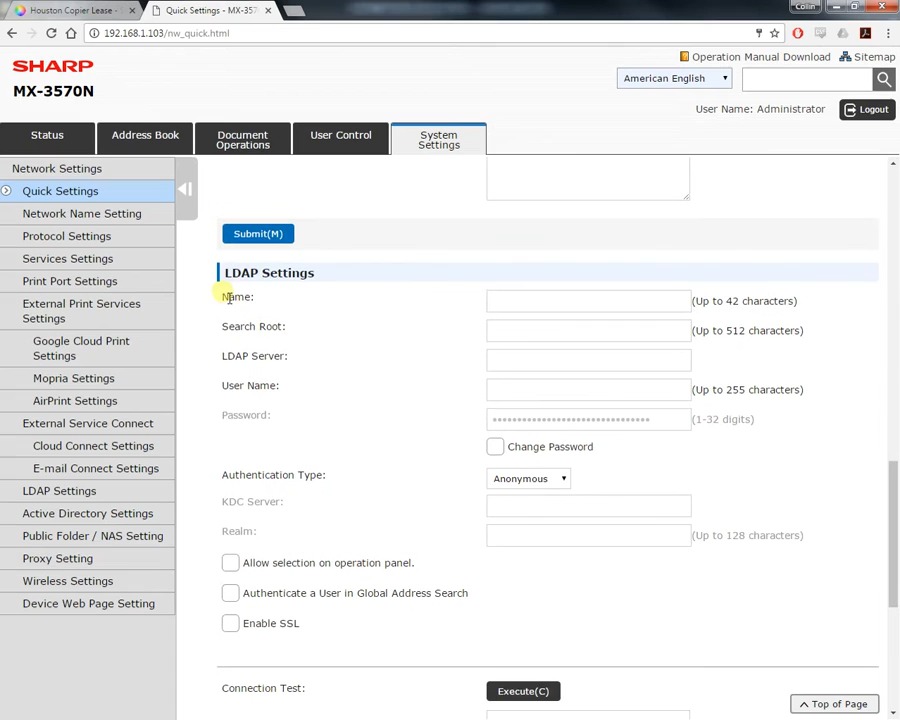 Houston Copier Lease -
Quick Settings - MX-3570N
Collin
192.168.1.103/nw_quick.html
Operation Manual Download
Sitemap
SHARP
American English
MX-3570N
User Name: Administrator
Logout
Status
Address Book
Document Operations
User Control
System Settings
Network Settings
Quick Settings
Network Name Setting
Protocol Settings
Services Settings
Print Port Settings
External Print Services Settings
Google Cloud Print Settings
Mopria Settings
AirPrint Settings
External Service Connect
Cloud Connect Settings
E-mail Connect Settings
LDAP Settings
Active Directory Settings
Public Folder / NAS Setting
Proxy Setting
Wireless Settings
Device Web Page Setting
Submit(M)
LDAP Settings
Name:
(Up to 42 characters)
Search Root:
(Up to 512 characters)
LDAP Server:
User Name:
(Up to 255 characters)
Password:
(1-32 digits)
Change Password
Authentication Type:
Anonymous
KDC Server:
Realm:
(Up to 128 characters)
Allow selection on operation panel.
Authenticate a User in Global Address Search
Enable SSL
Connection Test:
Execute(C)
Top of Page